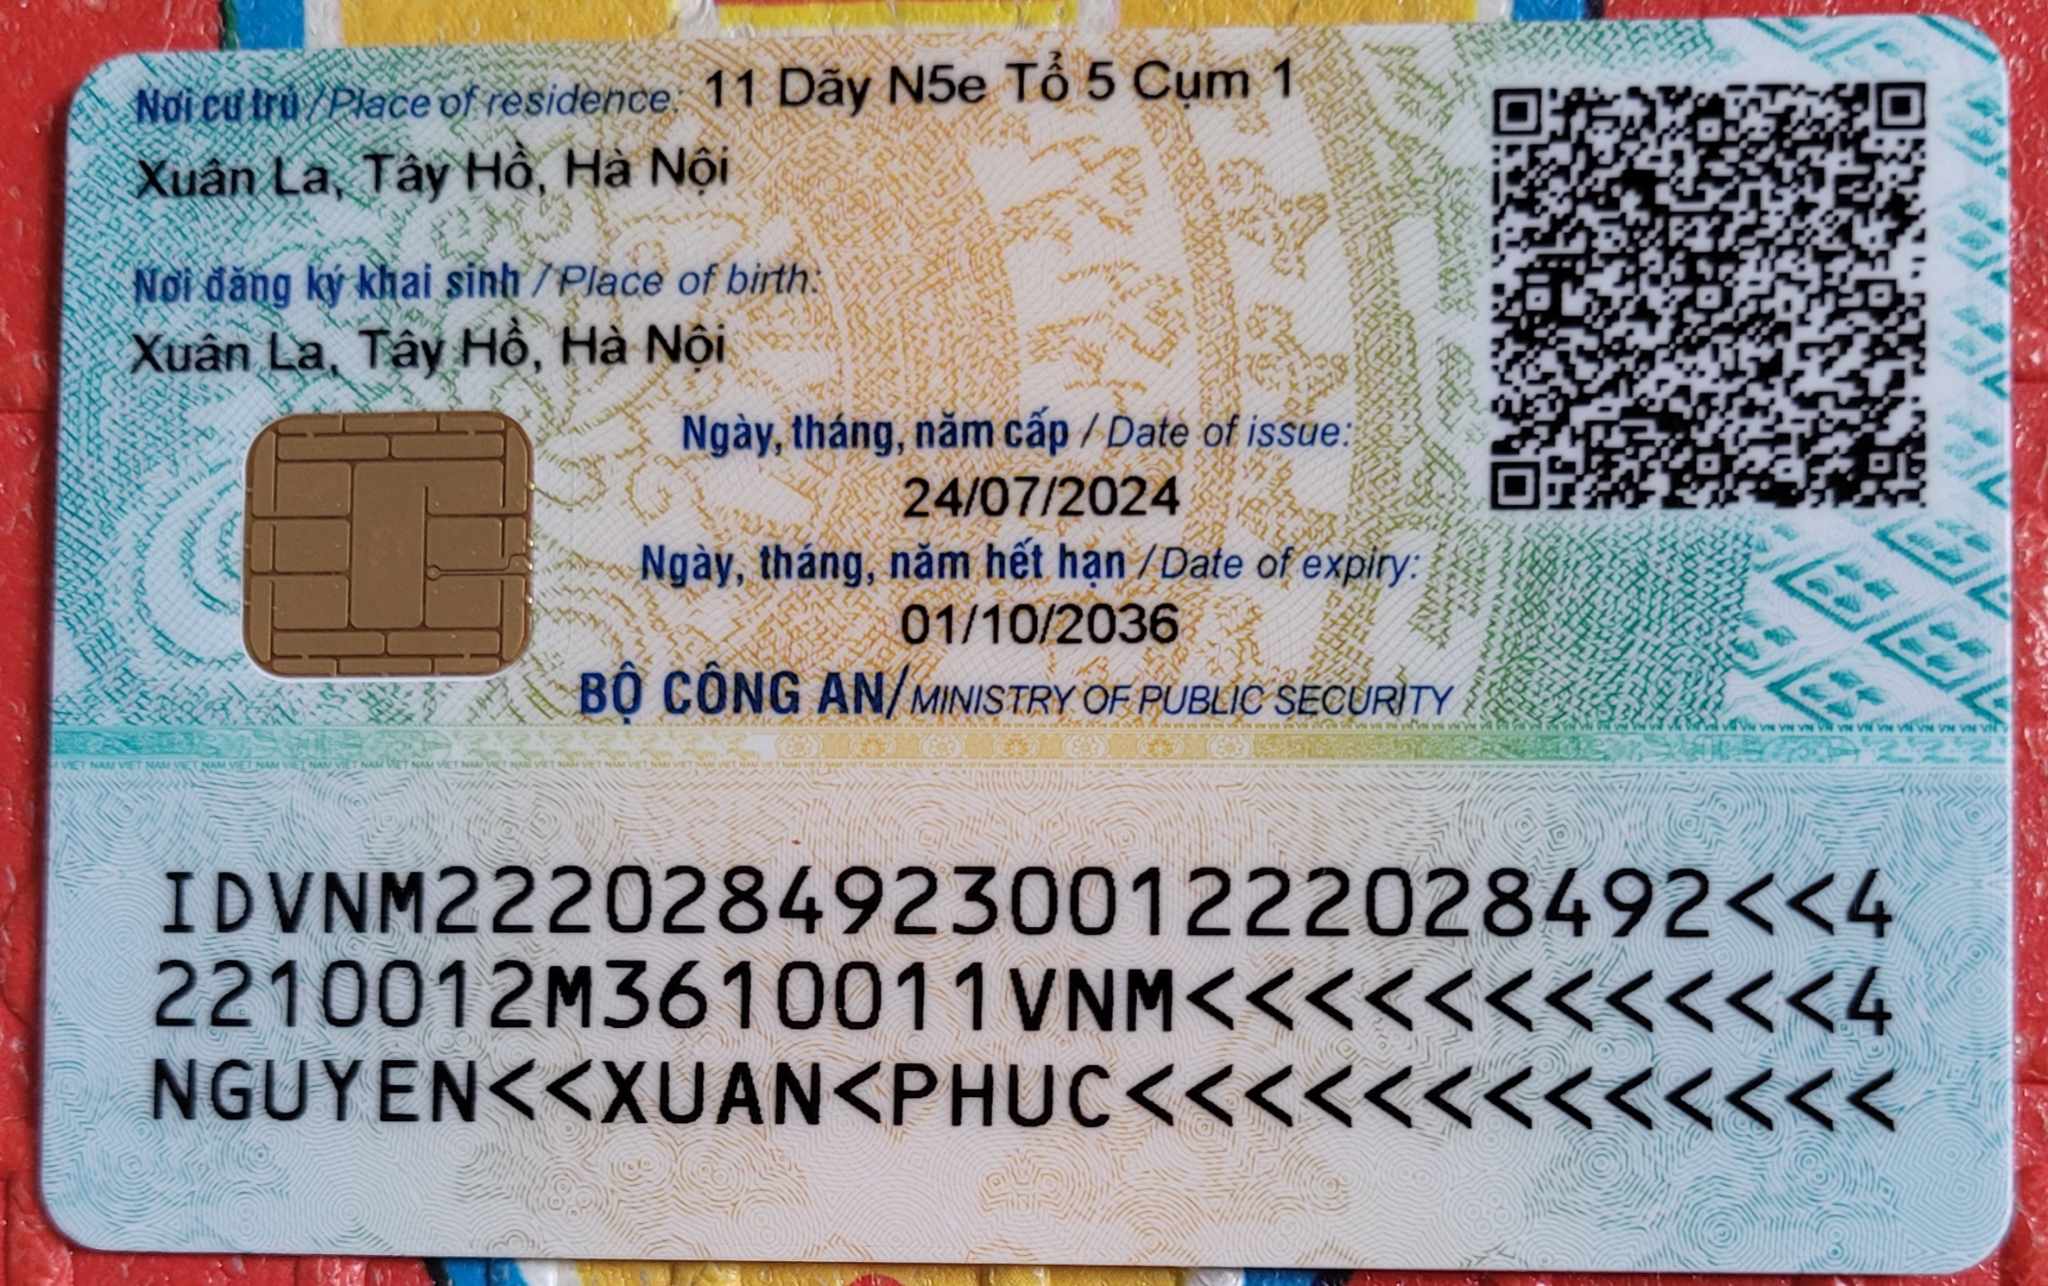 Nơi cư trú / Place of residence: 11 Dãy N5e Tổ 5 Cụm 1
Xuân La, Tây Hồ, Hà Nội
Nơi đăng ký khai sinh / Place of birth:
Xuân La, Tây Hồ, Hà Nội
Ngày, tháng, năm cấp / Date of issue:
24/07/2024
Ngày, tháng, năm hết hạn / Date of expiry:
01/10/2036
BỘ CÔNG AN/MINISTRY OF PUBLIC SECURITY
IDVNM2220284923001222028492<<4
2210012M3610011VNM<<<<<<<<<<<4
NGUYEN<<XUAN<PHUC<<<<<<<<<<<<<